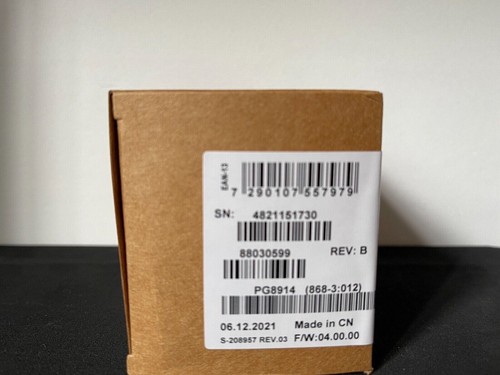 EAN-13
7 290107 557979
SN: 4821151730
88030599 REV: B
PG8914 (868-3:012)
06.12.2021 Made in CN
S-208957 REV.03 F/W:04.00.00